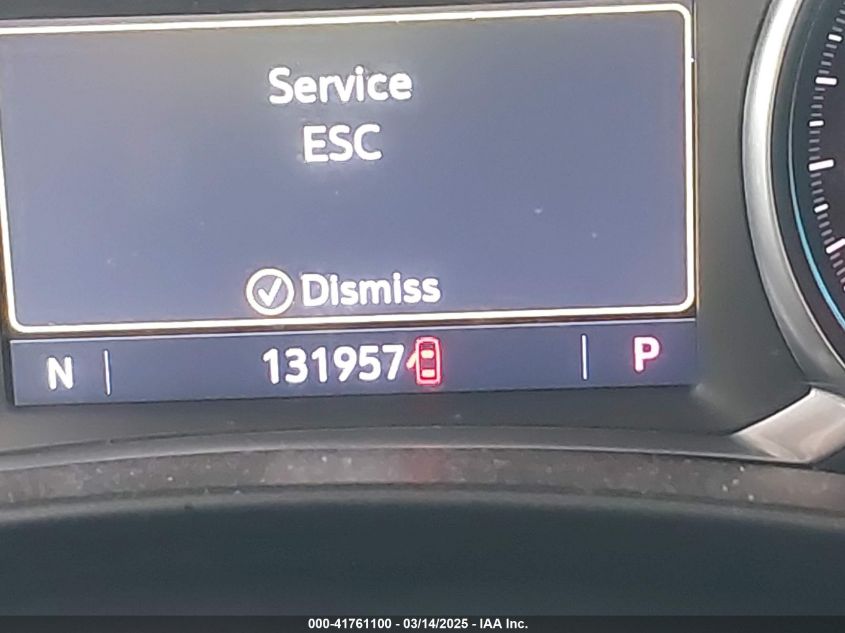 Service
ESC
Dismiss
N 131957 P
000-41761100 - 03/14/2025 - IAA Inc.